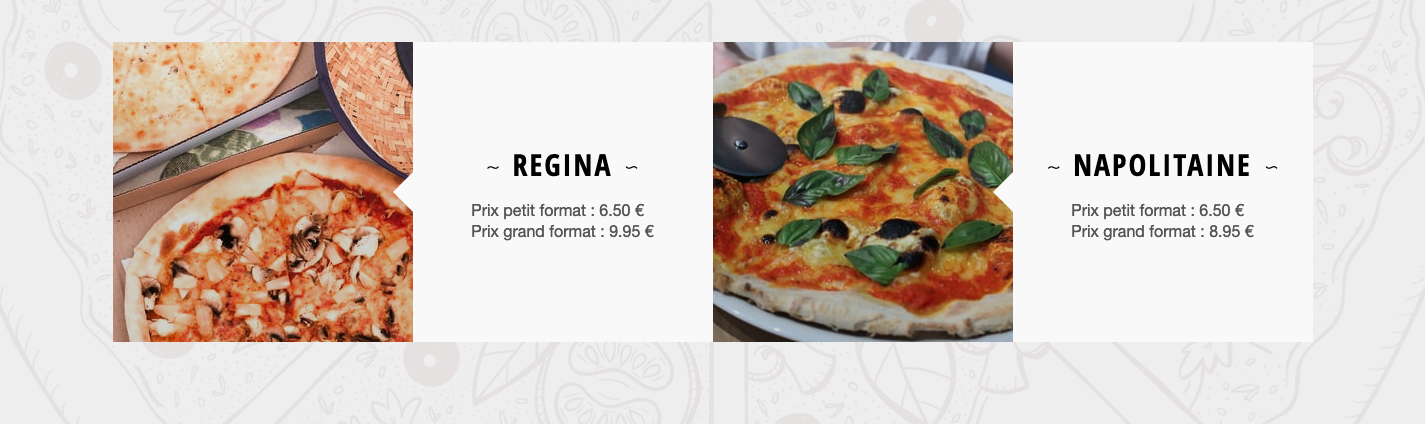 ~ REGINA ~
Prix petit format : 6.50 €
Prix grand format : 9.95 €
~ NAPOLITAINE ~
Prix petit format : 6.50 €
Prix grand format : 8.95 €